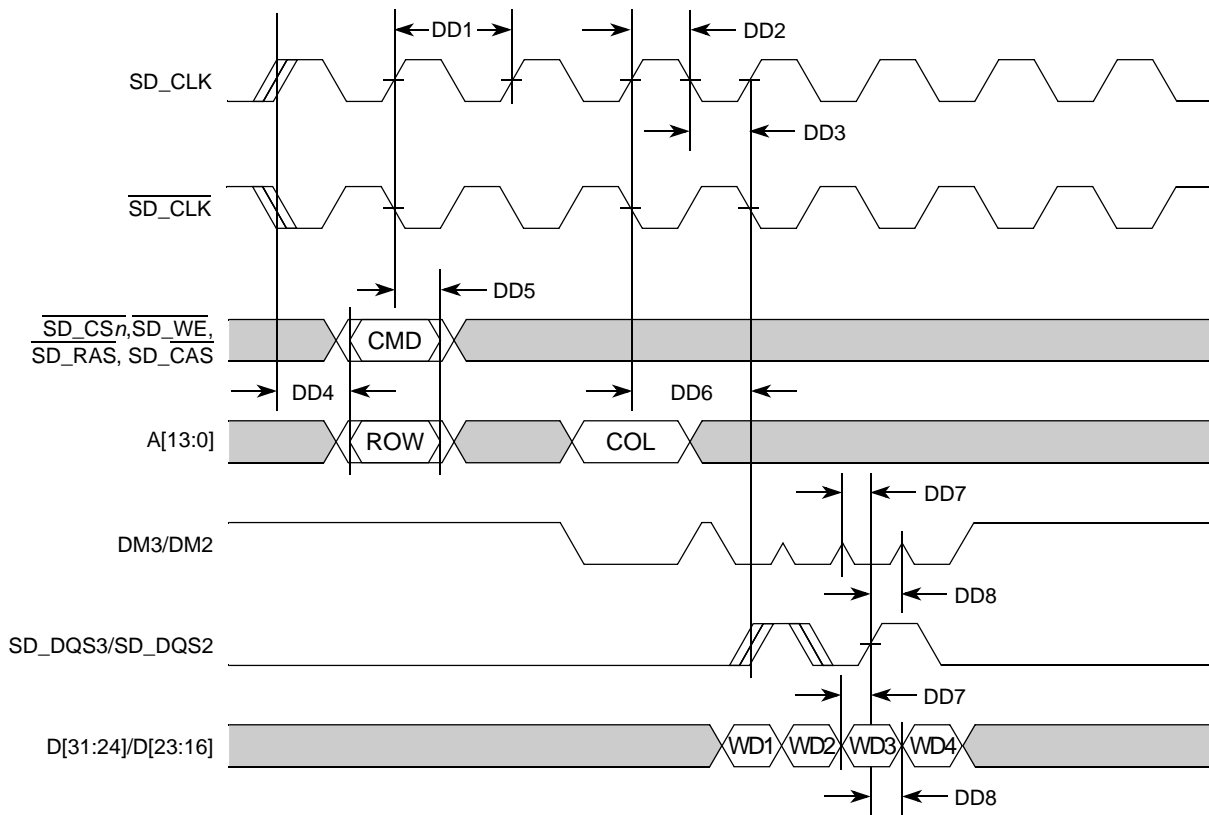 DD1
DD2
SD_CLK
DD3
SD_CLK
DD5
SD_CSn,SD_WE,
SD_RAS, SD_CAS
CMD
DD4
DD6
A[13:0]
ROW
COL
DD7
DM3/DM2
DD8
SD_DQS3/SD_DQS2
DD7
D[31:24]/D[23:16]
WD1
WD2
WD3
WD4
DD8